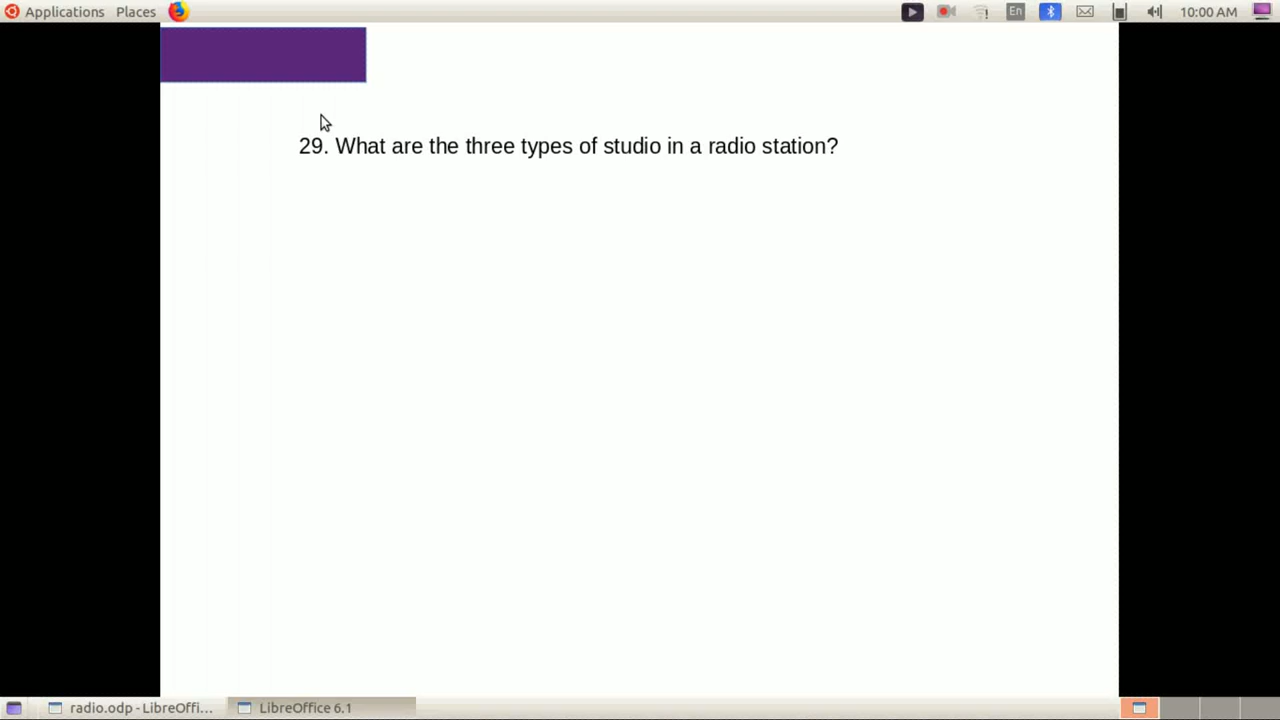 Applications Places En 10:00 AM
29. What are the three types of studio in a radio station?
radio.odp - LibreOffi... LibreOffice 6.1